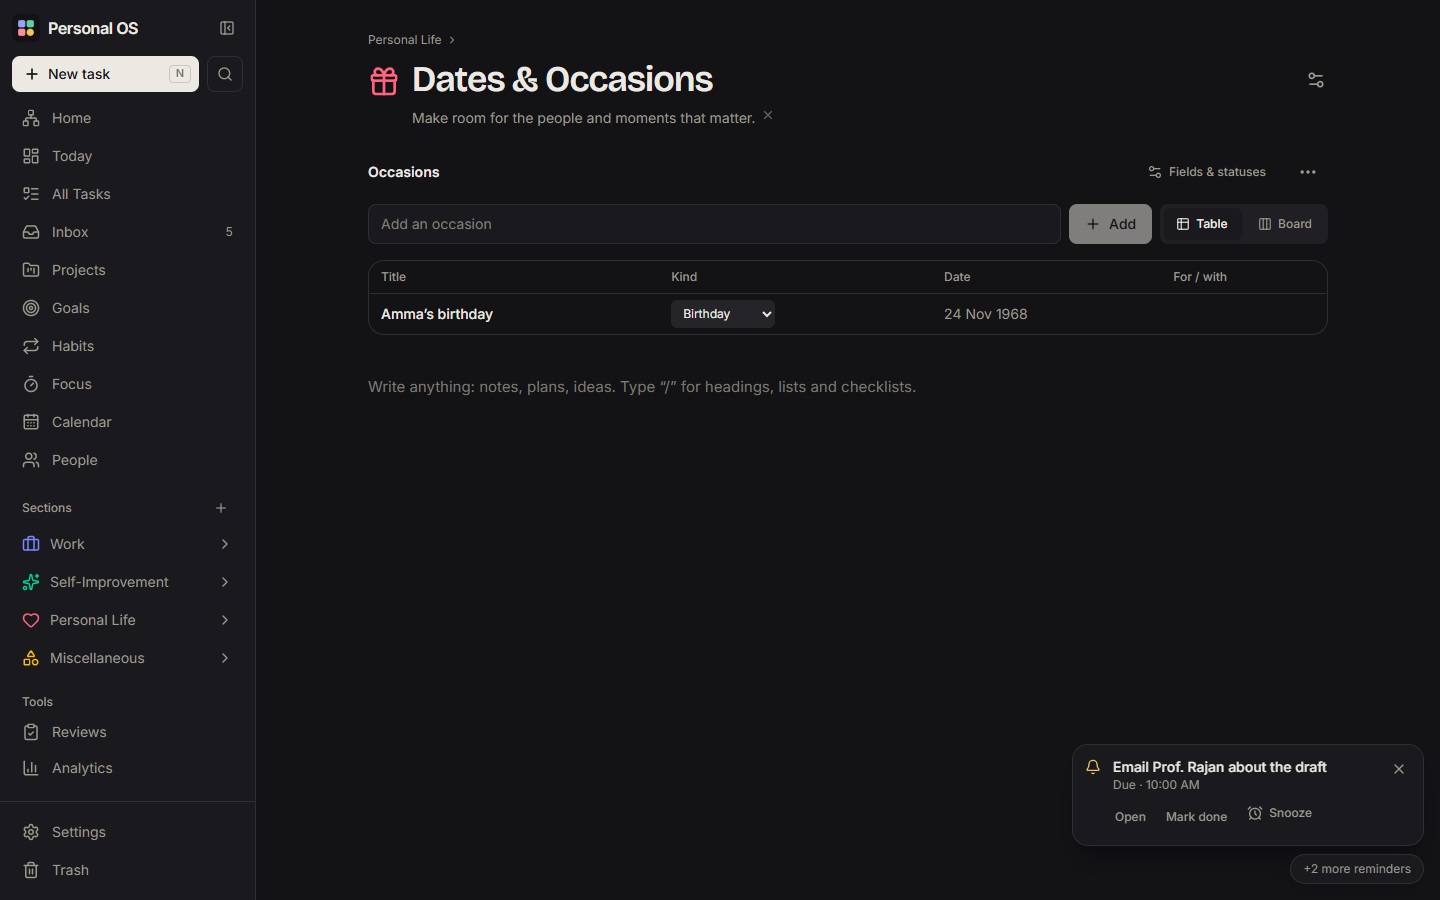 Personal OS
New task N
Home
Today
All Tasks
Inbox 5
Projects
Goals
Habits
Focus
Calendar
People
Sections
Work
Self-Improvement
Personal Life
Miscellaneous
Tools
Reviews
Analytics
Settings
Trash
Personal Life
Dates & Occasions
Make room for the people and moments that matter.
Occasions
Fields & statuses
Add an occasion
Add
Table
Board
Title Kind Date For / with
Amma’s birthday Birthday 24 Nov 1968
Write anything: notes, plans, ideas. Type “/” for headings, lists and checklists.
Email Prof. Rajan about the draft
Due · 10:00 AM
Open Mark done Snooze
+2 more reminders